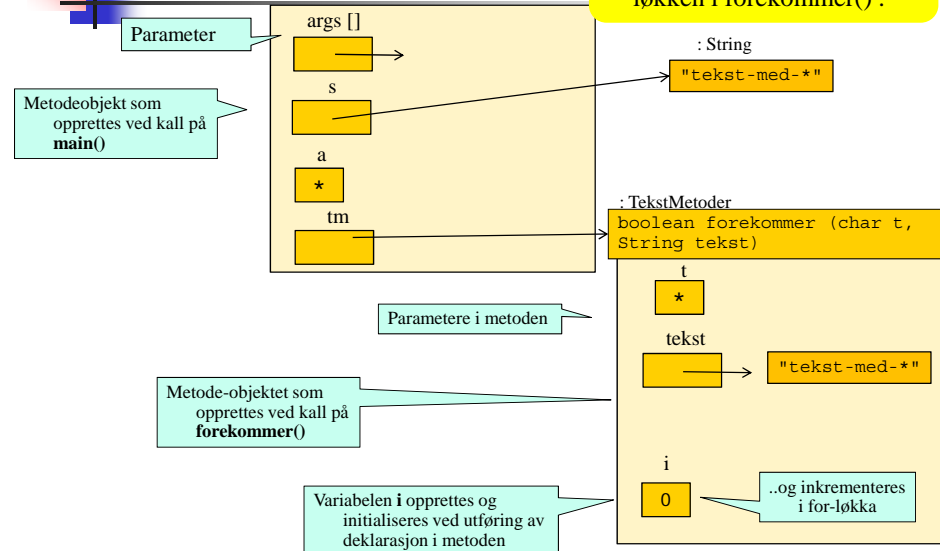 løkken i forekommer() .
args []
Parameter
: String
"tekst-med-*"
s
Metodeobjekt som
opprettes ved kall på
main()
a
*
tm
: TekstMetoder
boolean forekommer (char t,
String tekst)
t
*
Parametere i metoden
tekst
"tekst-med-*"
Metode-objektet som
opprettes ved kall på
forekommer()
i
0
..og inkrementeres
i for-løkka
Variabelen i opprettes og
initialiseres ved utføring av
deklarasjon i metoden